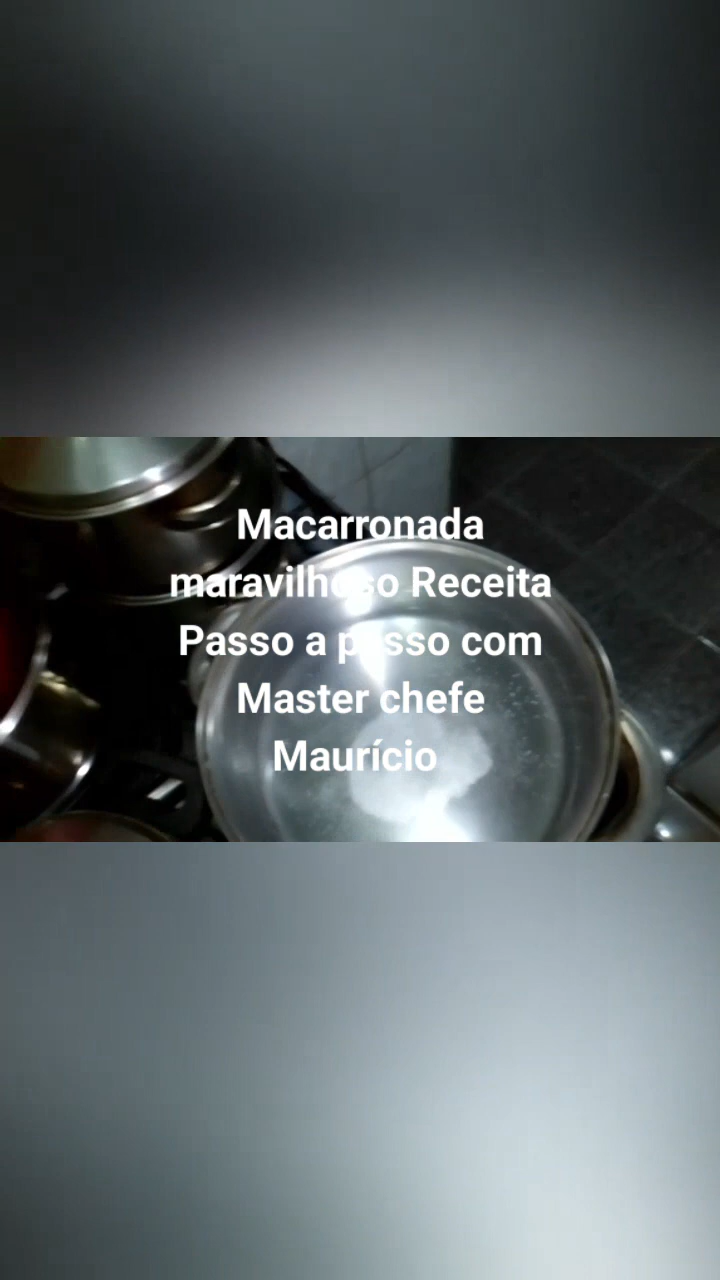 Macarronada
maravilhoso Receita
Passo a passo com
Master chefe
Maurício